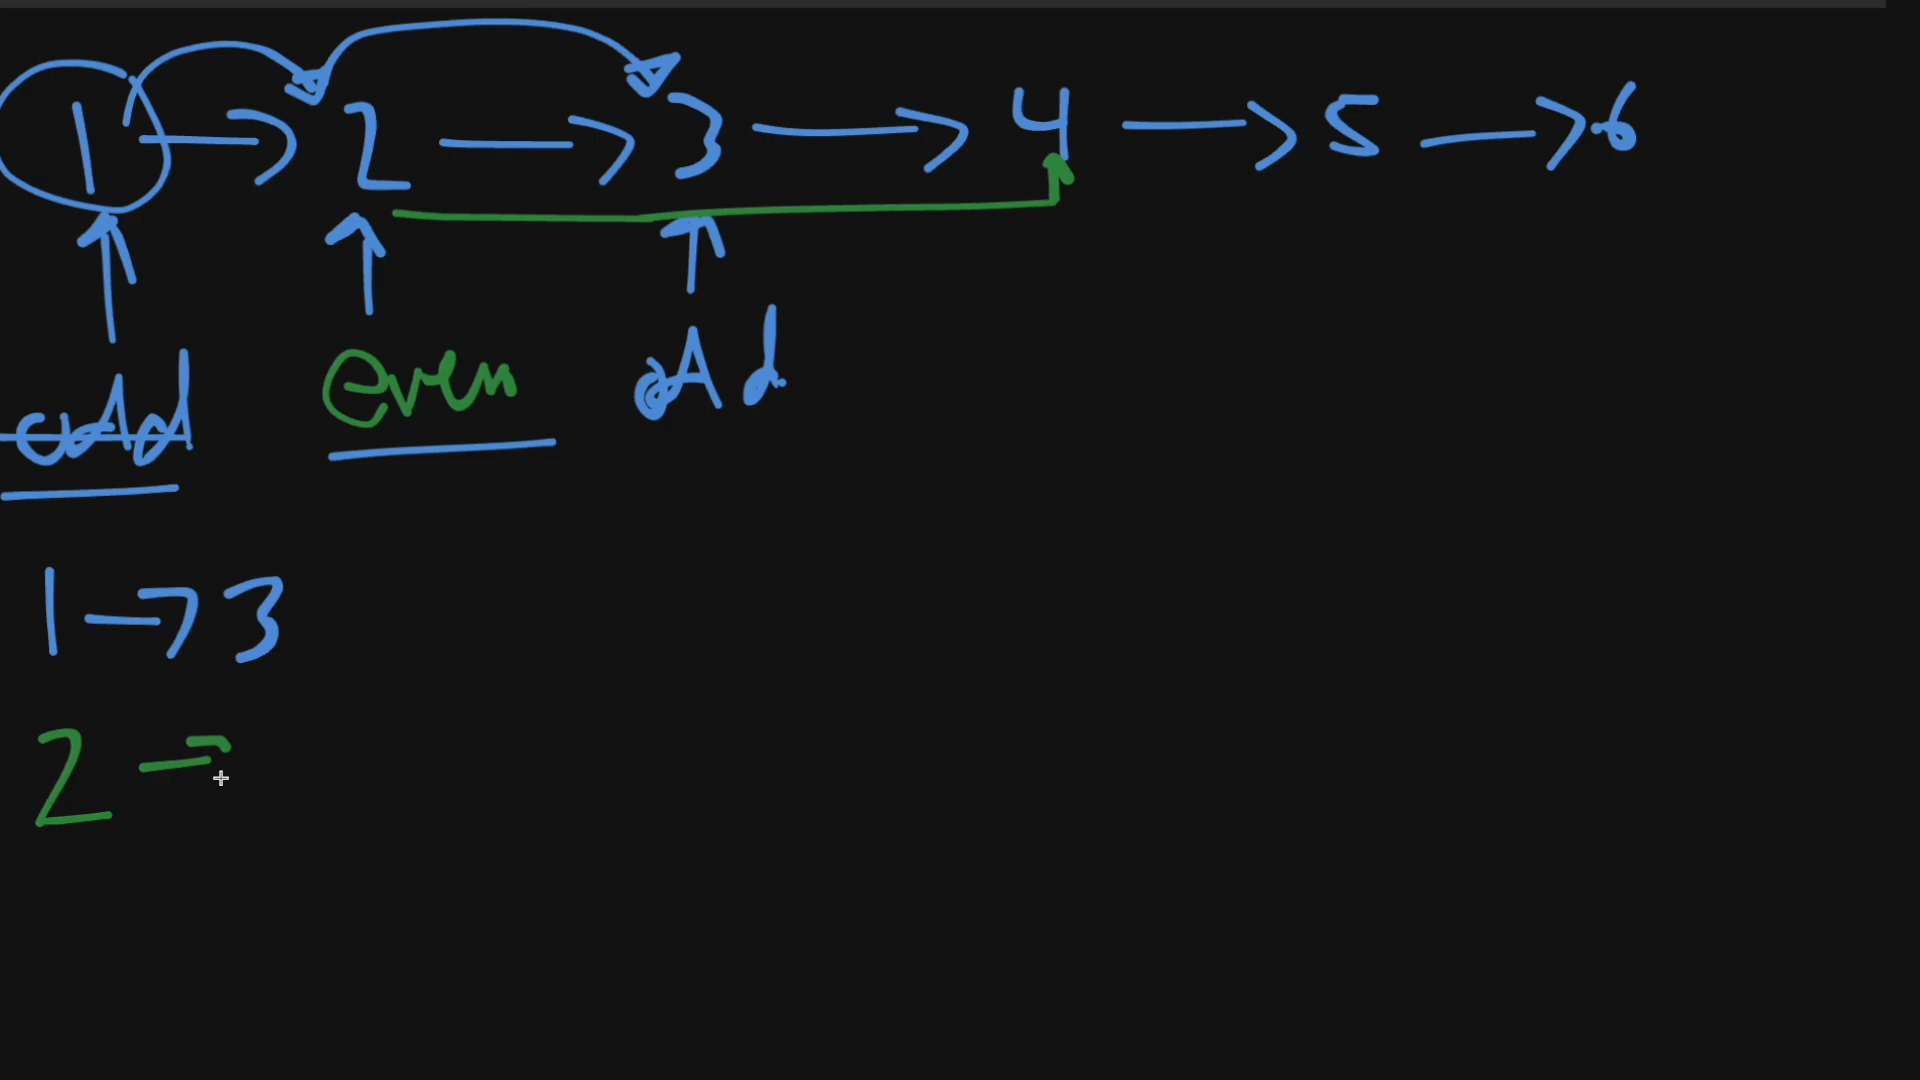 1 → 2 → 3 → 4 → 5 → 6
odd even odd
1 → 3
2 →